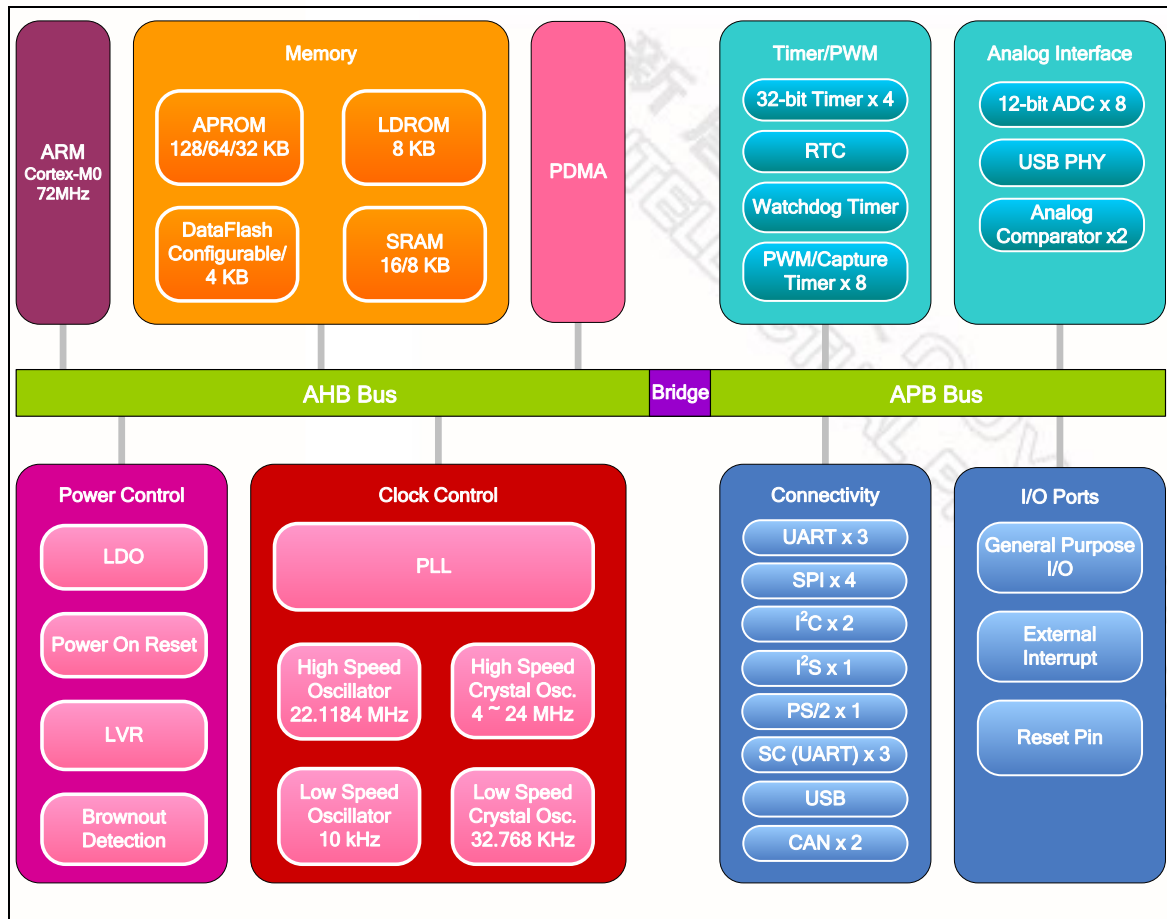 ARM
Cortex-M0
72MHz
Memory
APROM
128/64/32 KB
LDROM
8 KB
DataFlash
Configurable/
4 KB
SRAM
16/8 KB
PDMA
Timer/PWM
32-bit Timer x 4
RTC
Watchdog Timer
PWM/Capture
Timer x 8
Analog Interface
12-bit ADC x 8
USB PHY
Analog
Comparator x2
AHB Bus
Bridge
APB Bus
Power Control
LDO
Power On Reset
LVR
Brownout
Detection
Clock Control
PLL
High Speed
Oscillator
22.1184 MHz
High Speed
Crystal Osc.
4 ~ 24 MHz
Low Speed
Oscillator
10 kHz
Low Speed
Crystal Osc.
32.768 KHz
Connectivity
UART x 3
SPI x 4
I²C x 2
I²S x 1
PS/2 x 1
SC (UART) x 3
USB
CAN x 2
I/O Ports
General Purpose
I/O
External
Interrupt
Reset Pin